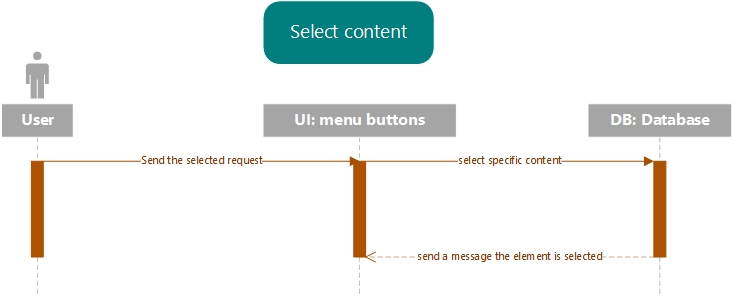 Select content
User
UI: menu buttons
DB: Database
Send the selected request
select specific content
send a message the element is selected